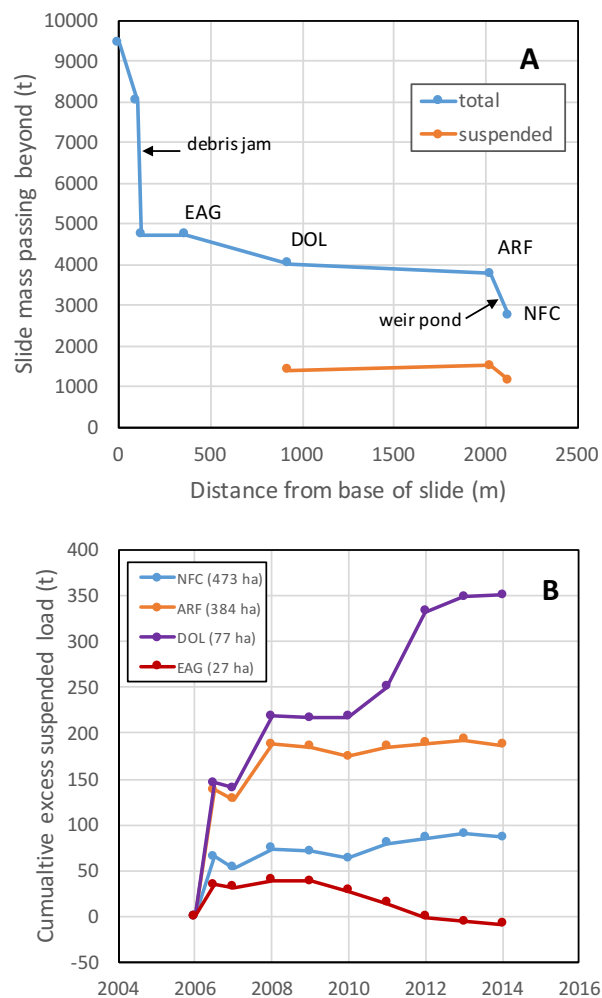 10000
9000
8000
7000
6000
5000
4000
3000
2000
1000
0
Slide mass passing beyond (t)
A
total
suspended
debris jam
EAG
DOL
ARF
weir pond
NFC
0 500 1000 1500 2000 2500
Distance from base of slide (m)
400
350
300
250
200
150
100
50
0
-50
Cumualtive excess suspended load (t)
B
NFC (473 ha)
ARF (384 ha)
DOL (77 ha)
EAG (27 ha)
2004 2006 2008 2010 2012 2014 2016